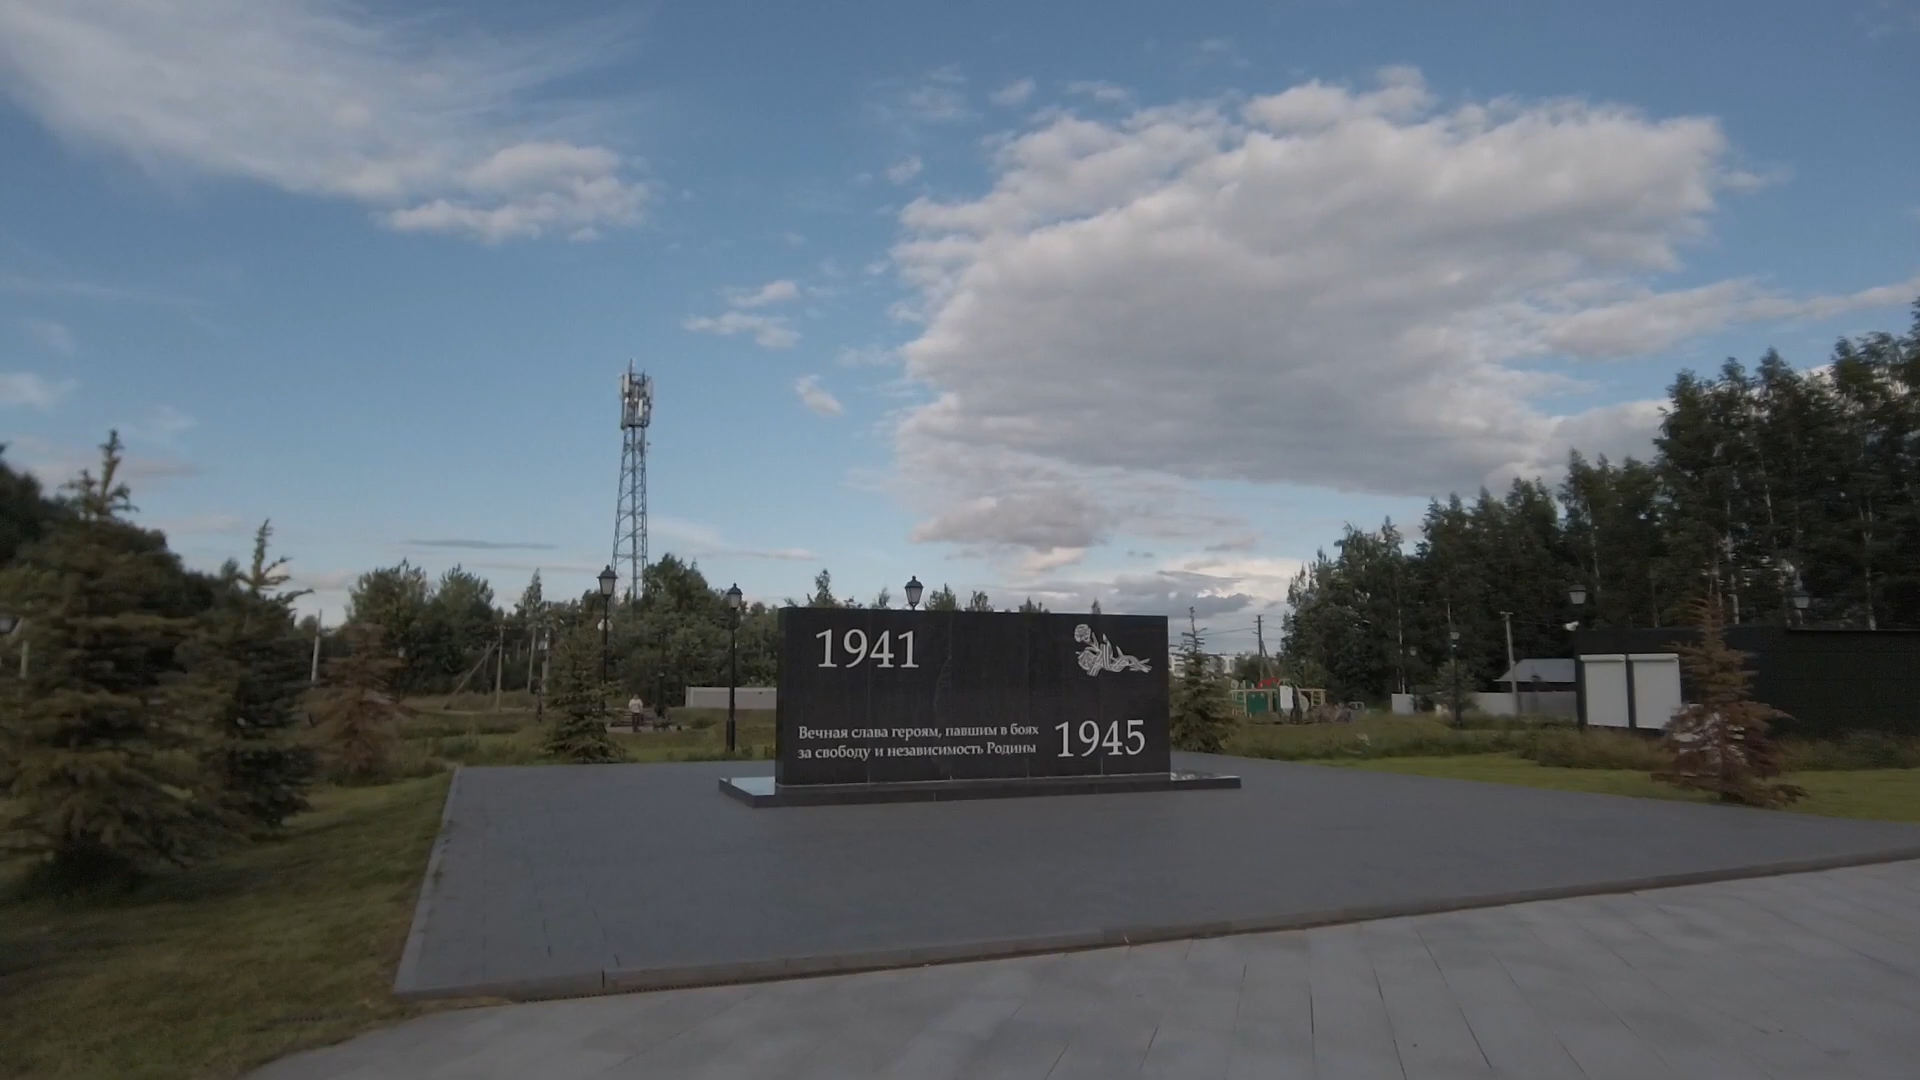 1941
Вечная слава героям, павшим в боях
за свободу и независимость Родины
1945